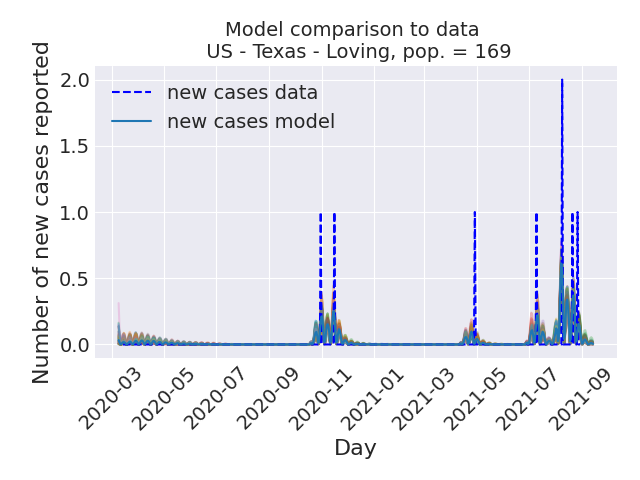 Model comparison to data
US - Texas - Loving, pop. = 169
Number of new cases reported
2.0
1.5
1.0
0.5
0.0
new cases data
new cases model
2020-03
2020-05
2020-07
2020-09
2020-11
2021-01
2021-03
2021-05
2021-07
2021-09
Day